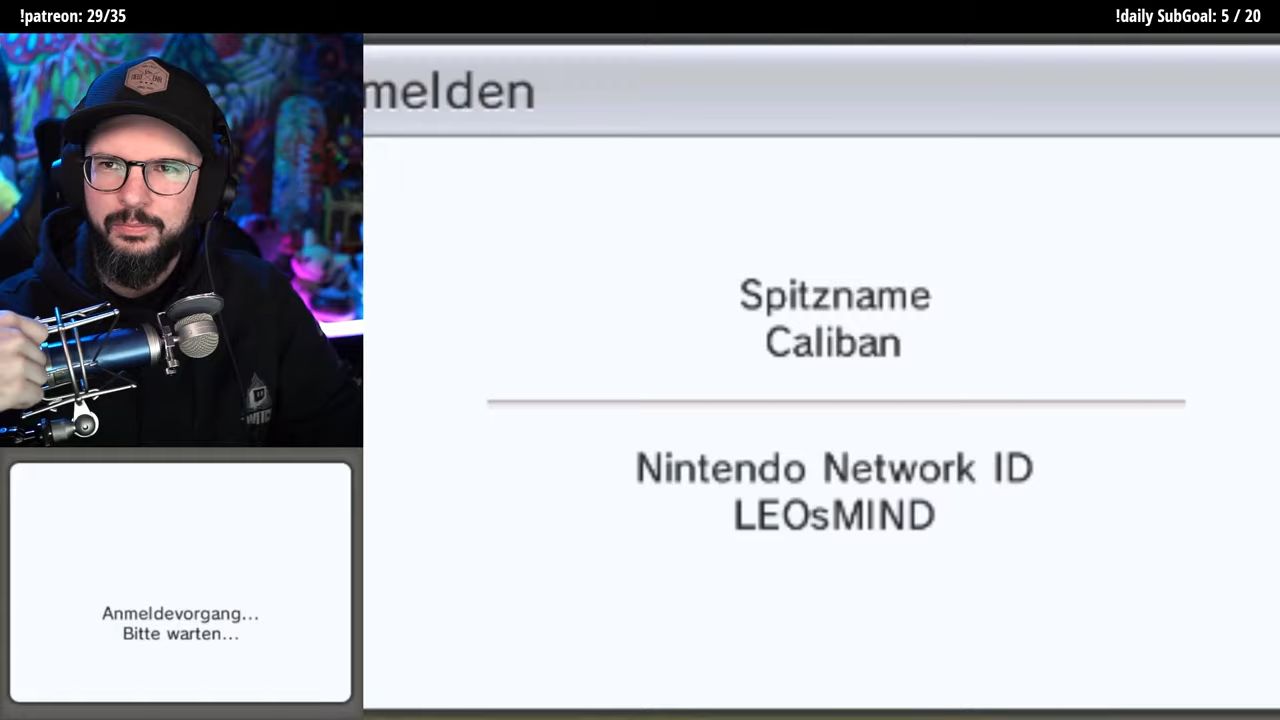 !patreon: 29/35
!daily SubGoal: 5 / 20
melden
Spitzname
Caliban
Nintendo Network ID
LEOsMIND
Anmeldevorgang...
Bitte warten...